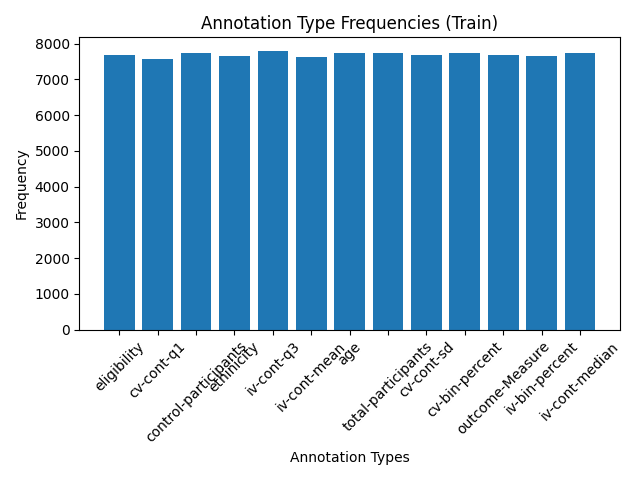 Annotation Type Frequencies (Train)
Frequency
8000
7000
6000
5000
4000
3000
2000
1000
0
eligibility
cv-cont-q1
control-participants
ethinicity
iv-cont-q3
iv-cont-mean
age
total-participants
cv-cont-sd
cv-bin-percent
outcome-Measure
iv-bin-percent
iv-cont-median
Annotation Types